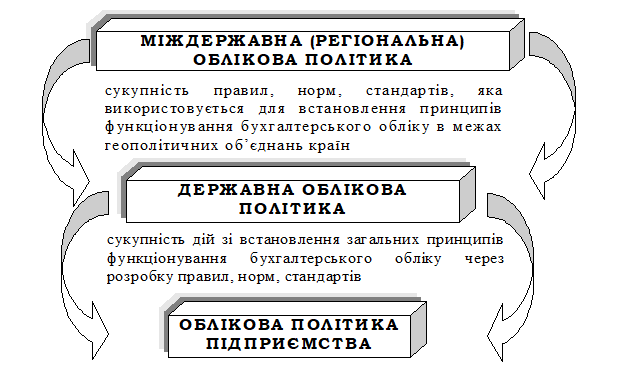 МІЖДЕРЖАВНА (РЕГІОНАЛЬНА)
ОБЛІКОВА ПОЛІТИКА
сукупність правил, норм, стандартів, яка
використовується для встановлення принципів
функціонування бухгалтерського обліку в межах
геополітичних об’єднань країн
ДЕРЖАВНА ОБЛІКОВА
ПОЛІТИКА
сукупність дій зі встановлення загальних принципів
функціонування бухгалтерського обліку через
розробку правил, норм, стандартів
ОБЛІКОВА ПОЛІТИКА
ПІДПРИЄМСТВА